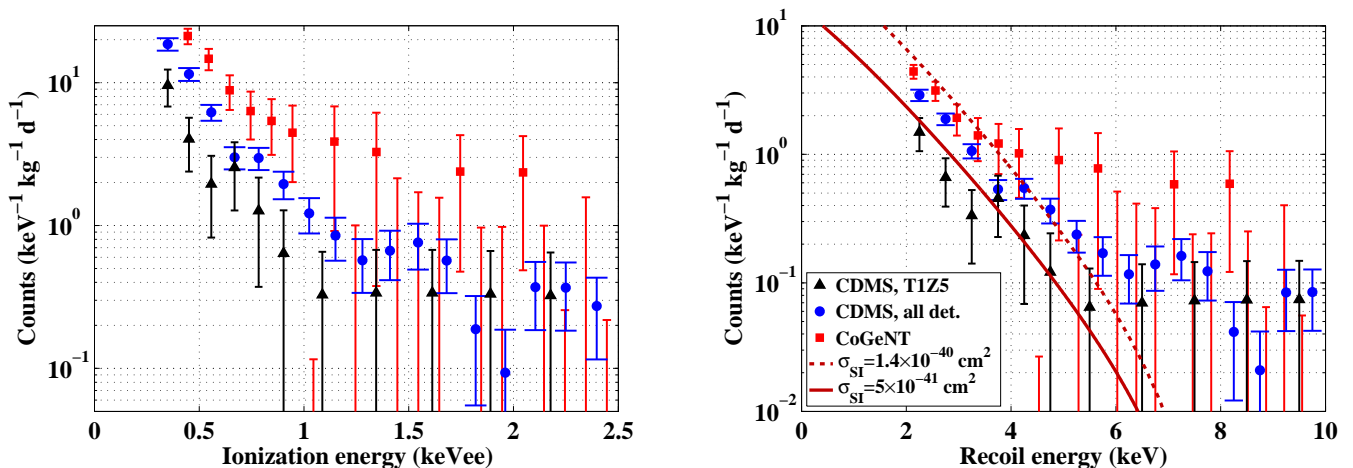 10¹
10⁰
10⁻¹
Counts (keV⁻¹ kg⁻¹ d⁻¹)
0 0.5 1 1.5 2 2.5
Ionization energy (keVee)
10¹
10⁰
10⁻¹
10⁻²
Counts (keV⁻¹ kg⁻¹ d⁻¹)
CDMS, T1Z5
CDMS, all det.
CoGeNT
σ_SI=1.4×10⁻⁴⁰ cm²
σ_SI=5×10⁻⁴¹ cm²
0 2 4 6 8 10
Recoil energy (keV)